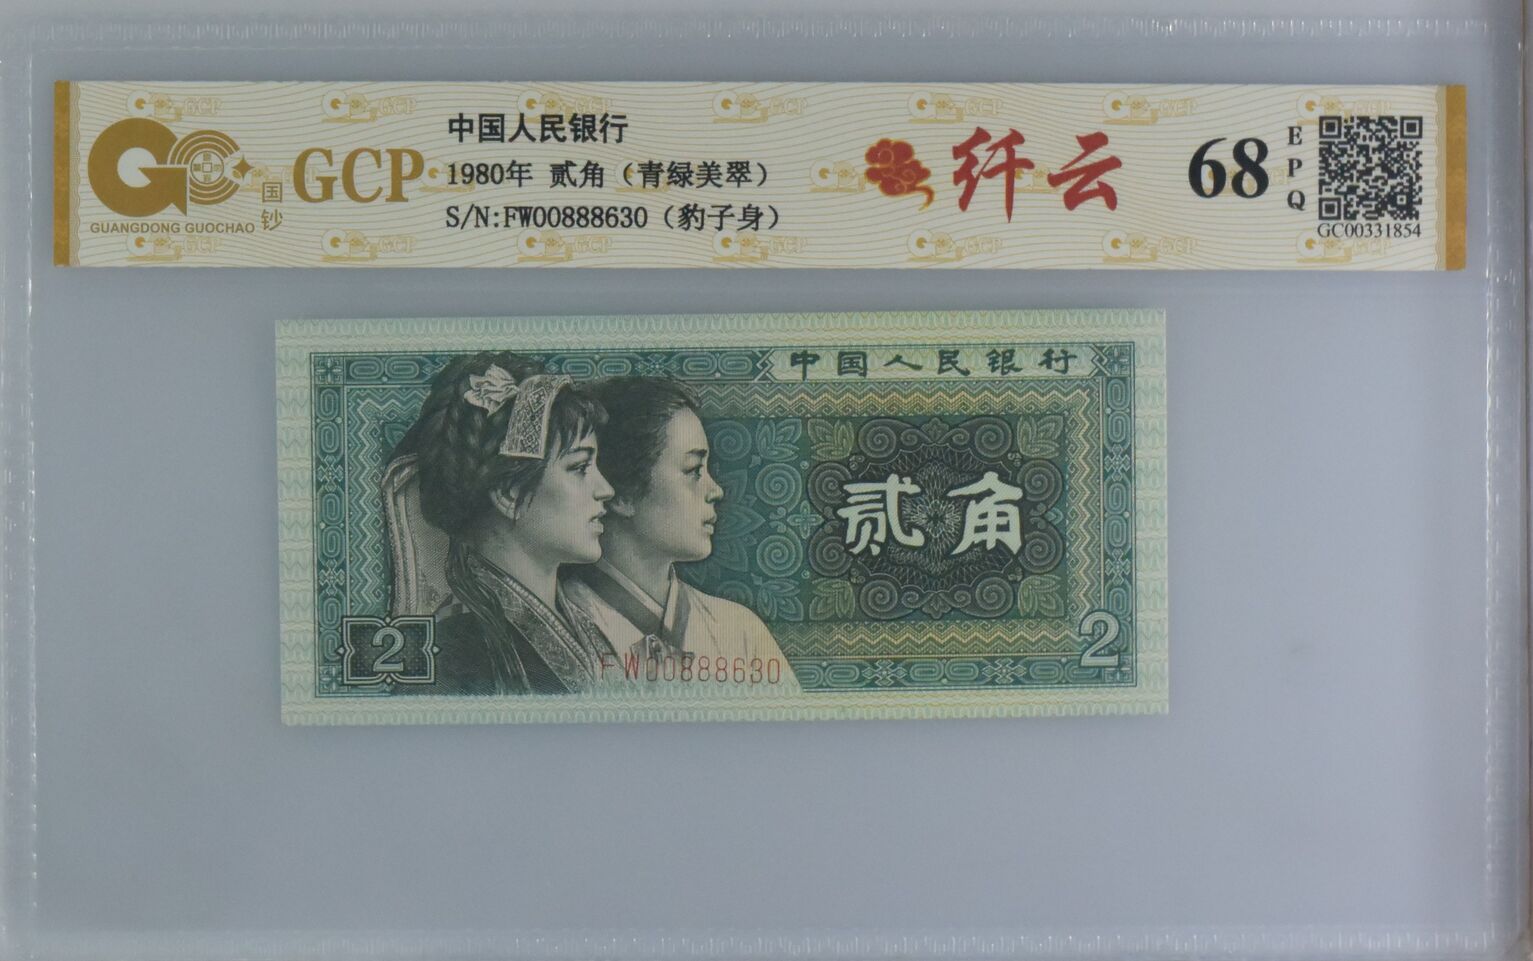 GUANGDONG GUOCHAO
国钞
GCP
中国人民银行
1980年 贰角（青绿美翠）
S/N:FW00888630（豹子身）
纤云
68
EPQ
GC00331854
中国人民银行
贰角
2
2
FW00888630